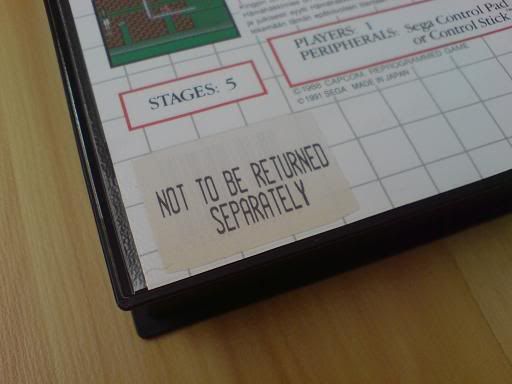 PLAYERS: 1
PERIPHERALS: Sega Control Pad
or Control Stick
© 1988 CAPCOM, REPROGRAMMED GAME
© 1991 SEGA MADE IN JAPAN
STAGES: 5
NOT TO BE RETURNED
SEPARATELY